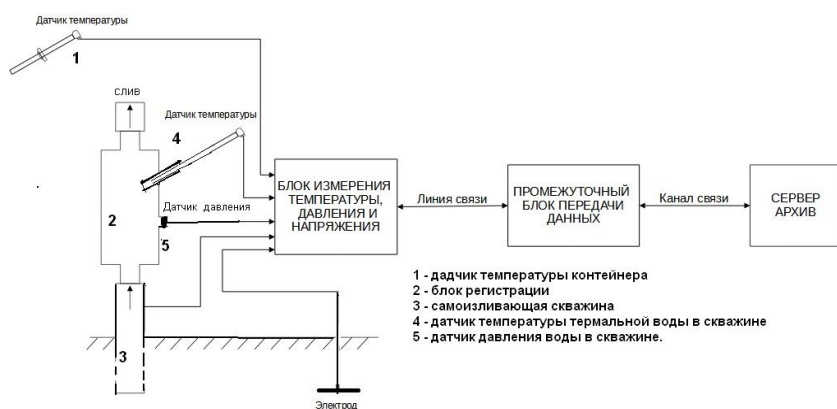 Датчик температуры
1
слив
Датчик температуры
4
2
Датчик давления
5
3
БЛОК ИЗМЕРЕНИЯ
ТЕМПЕРАТУРЫ,
ДАВЛЕНИЯ И
НАПРЯЖЕНИЯ
Линия связи
ПРОМЕЖУТОЧНЫЙ
БЛОК ПЕРЕДАЧИ
ДАННЫХ
Канал связи
СЕРВЕР
АРХИВ
1 - дадчик температуры контейнера
2 - блок регистрации
3 - самоизливающая скважина
4 - датчик температуры термальной воды в скважине
5 - датчик давления воды в скважине.
Электрод